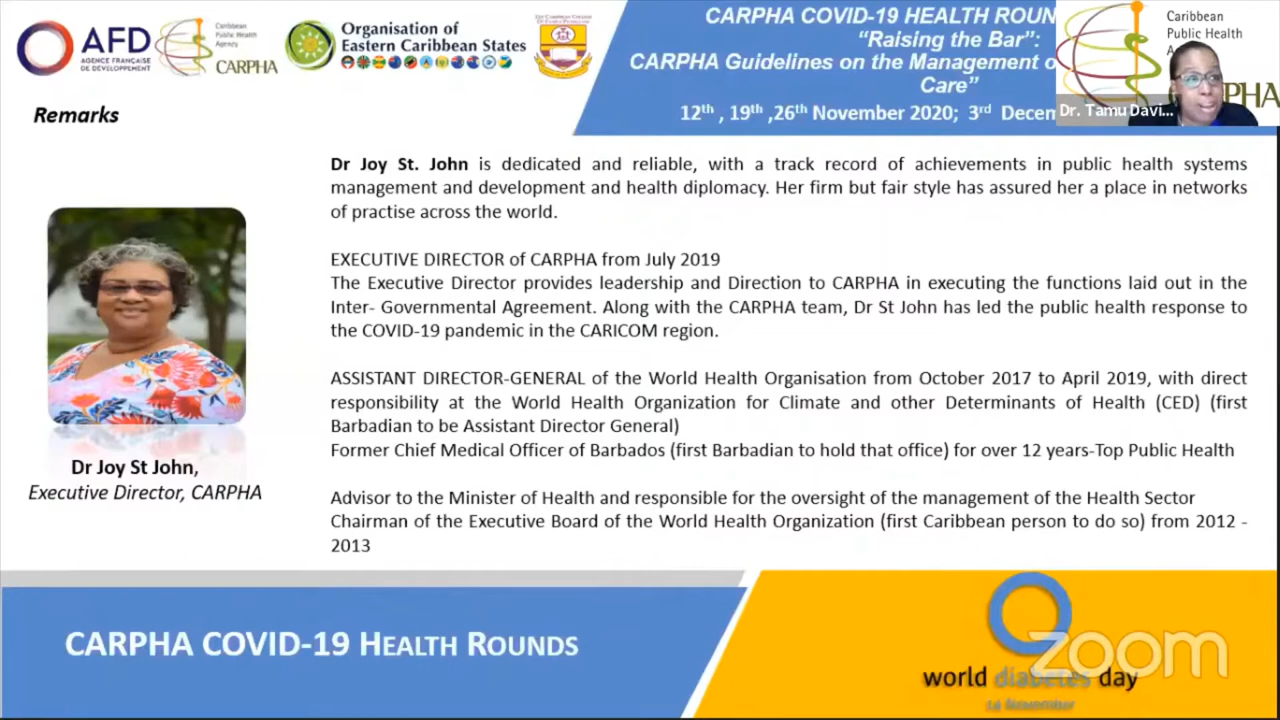 AFD
AGENCE FRANÇAISE
DE DÉVELOPPEMENT
Caribbean
Public Health
Agency
CARPHA
Organisation of
Eastern Caribbean States
CARPHA COVID-19 HEALTH ROUN
“Raising the Bar”:
CARPHA Guidelines on the Management o
Care”
12th , 19th ,26th November 2020; 3rd Decem
Caribbean
Public Health
PHA
Dr. Tamu Davi...
Remarks
Dr Joy St. John is dedicated and reliable, with a track record of achievements in public health systems
management and development and health diplomacy. Her firm but fair style has assured her a place in networks
of practise across the world.
EXECUTIVE DIRECTOR of CARPHA from July 2019
The Executive Director provides leadership and Direction to CARPHA in executing the functions laid out in the
Inter- Governmental Agreement. Along with the CARPHA team, Dr St John has led the public health response to
the COVID-19 pandemic in the CARICOM region.
ASSISTANT DIRECTOR-GENERAL of the World Health Organisation from October 2017 to April 2019, with direct
responsibility at the World Health Organization for Climate and other Determinants of Health (CED) (first
Barbadian to be Assistant Director General)
Former Chief Medical Officer of Barbados (first Barbadian to hold that office) for over 12 years-Top Public Health
Advisor to the Minister of Health and responsible for the oversight of the management of the Health Sector
Chairman of the Executive Board of the World Health Organization (first Caribbean person to do so) from 2012 -
2013
Dr Joy St John,
Executive Director, CARPHA
CARPHA COVID-19 HEALTH ROUNDS
zoom
world diabetes day
14 November